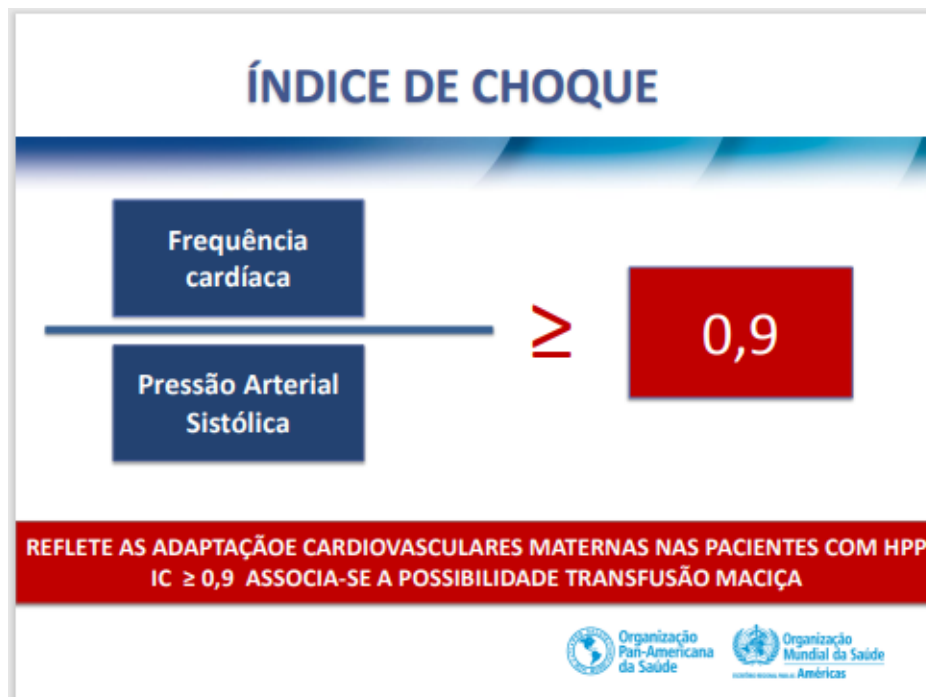 ÍNDICE DE CHOQUE
Frequência
cardíaca
Pressão Arterial
Sistólica
≥
0,9
REFLETE AS ADAPTAÇÃOE CARDIOVASCULARES MATERNAS NAS PACIENTES COM HPP
IC ≥ 0,9 ASSOCIA-SE A POSSIBILIDADE TRANSFUSÃO MACIÇA
Organização
Pan-Americana
da Saúde
Organização
Mundial da Saúde
Américas